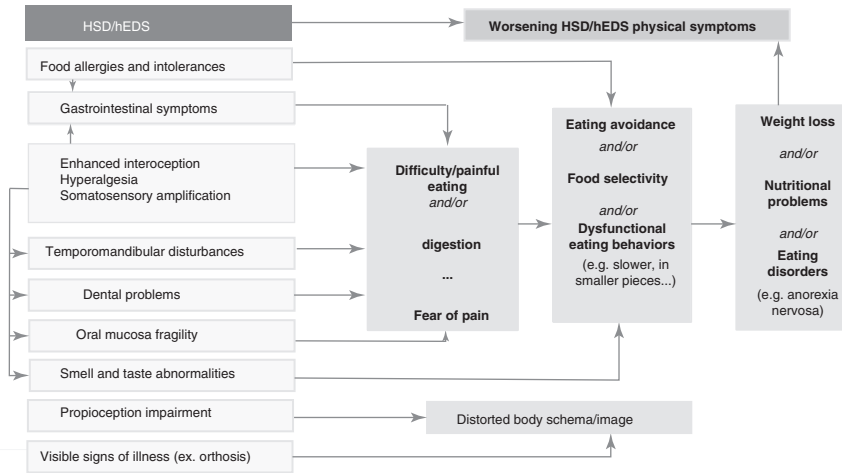 HSD/hEDS
Worsening HSD/hEDS physical symptoms
Food allergies and intolerances
Gastrointestinal symptoms
Enhanced interoception
Hyperalgesia
Somatosensory amplification
Temporomandibular disturbances
Dental problems
Oral mucosa fragility
Smell and taste abnormalities
Propioception impairment
Visible signs of illness (ex. orthosis)
Difficulty/painful
eating
and/or
digestion
...
Fear of pain
Eating avoidance
and/or
Food selectivity
and/or
Dysfunctional
eating behaviors
(e.g. slower, in
smaller pieces...)
Weight loss
and/or
Nutritional
problems
and/or
Eating
disorders
(e.g. anorexia
nervosa)
Distorted body schema/image